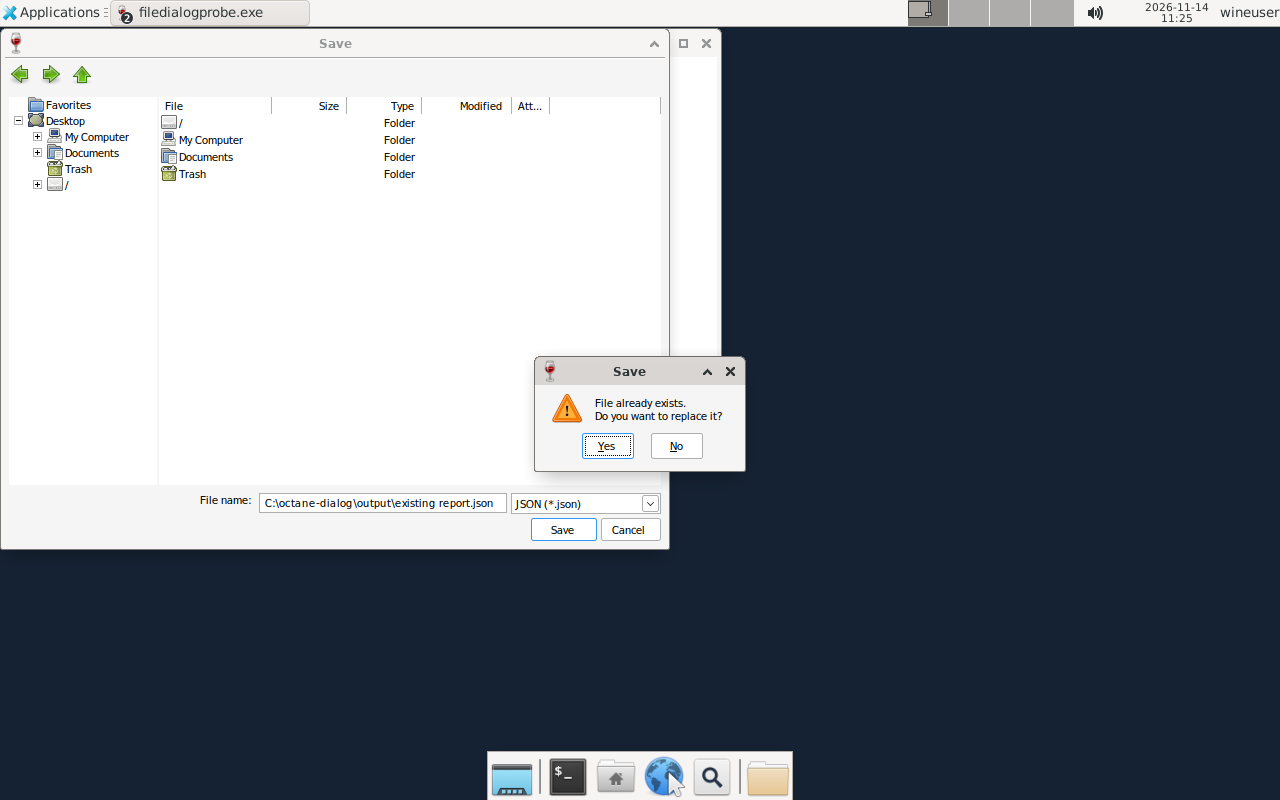 Applications
2
filedialogprobe.exe
2026-11-14
11:25
wineuser
Save
Favorites
Desktop
My Computer
Documents
Trash
/
File Size Type Modified Att...
/ Folder
My Computer Folder
Documents Folder
Trash Folder
Save
File already exists.
Do you want to replace it?
Yes No
File name: C:\octane-dialog\output\existing report.json JSON (*.json)
Save Cancel
$_